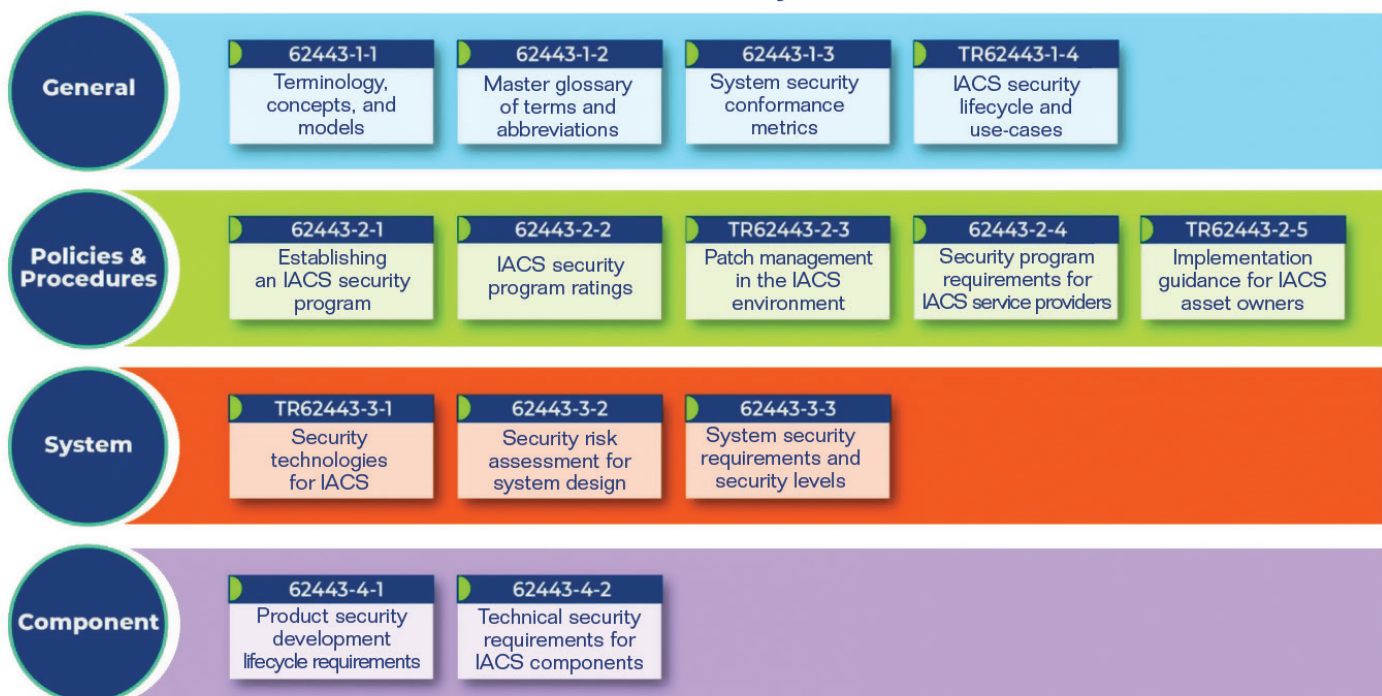 General
62443-1-1
Terminology,
concepts, and
models
62443-1-2
Master glossary
of terms and
abbreviations
62443-1-3
System security
conformance
metrics
TR62443-1-4
IACS security
lifecycle and
use-cases
Policies &
Procedures
62443-2-1
Establishing
an IACS security
program
62443-2-2
IACS security
program ratings
TR62443-2-3
Patch management
in the IACS
environment
62443-2-4
Security program
requirements for
IACS service providers
TR62443-2-5
Implementation
guidance for IACS
asset owners
System
TR62443-3-1
Security
technologies
for IACS
62443-3-2
Security risk
assessment for
system design
62443-3-3
System security
requirements and
security levels
Component
62443-4-1
Product security
development
lifecycle requirements
62443-4-2
Technical security
requirements for
IACS components